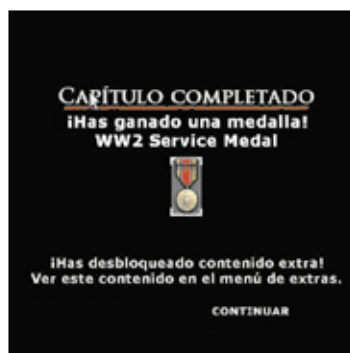 CAPÍTULO COMPLETADO
¡Has ganado una medalla!
WW2 Service Medal
¡Has desbloqueado contenido extra!
Ver este contenido en el menú de extras.
CONTINUAR